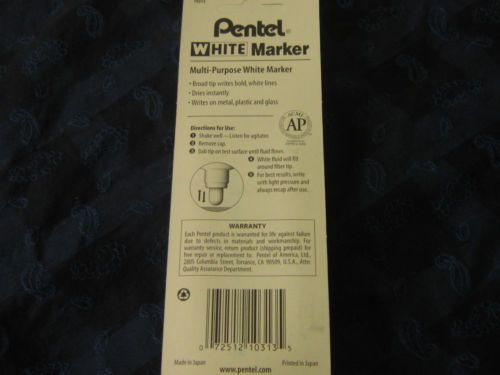 Pentel®
WHITE Marker
Multi-Purpose White Marker
• Broad tip writes bold, white lines
• Dries instantly
• Writes on metal, plastic and glass
ACMI
AP
Directions for Use:
1 Shake well—Listen for agitator.
2 Remove cap.
3 Dab tip on test surface until fluid flows.
4 White fluid will fill
around fiber tip.
5 For best results, write
with light pressure and
always recap after use.
WARRANTY
Each Pentel product is warranted for life against failure
due to defects in materials and workmanship. For
warranty service, return product (shipping prepaid) for
free repair or replacement to: Pentel of America, Ltd.,
2805 Columbia Street, Torrance, CA 90509, U.S.A., Attn:
Quality Assurance Department.
0 72512 10313 5
Made in Japan
www.pentel.com
Printed in Japan